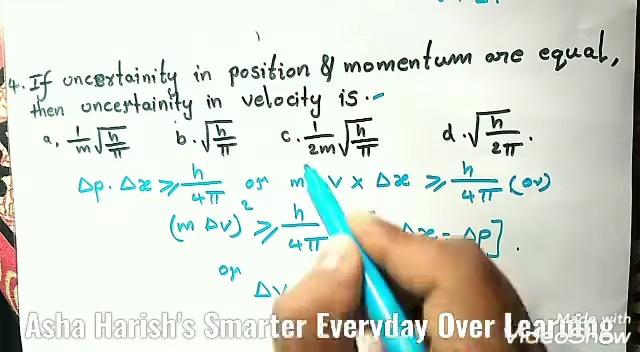 4. If uncertainity in position & momentum are equal,
then uncertainity in velocity is.-
a. 1/m √(h/π) b. √(h/π) c. 1/2m √(h/π) d. √(h/2π).
Δp. Δx ≥ h/4π or m v × Δx ≥ h/4π (or)
(m Δv)² ≥ h/4π Δx = Δp].
or
Δv
Asha Harish's Smarter Everyday Over Learning
Made with
VideoShow